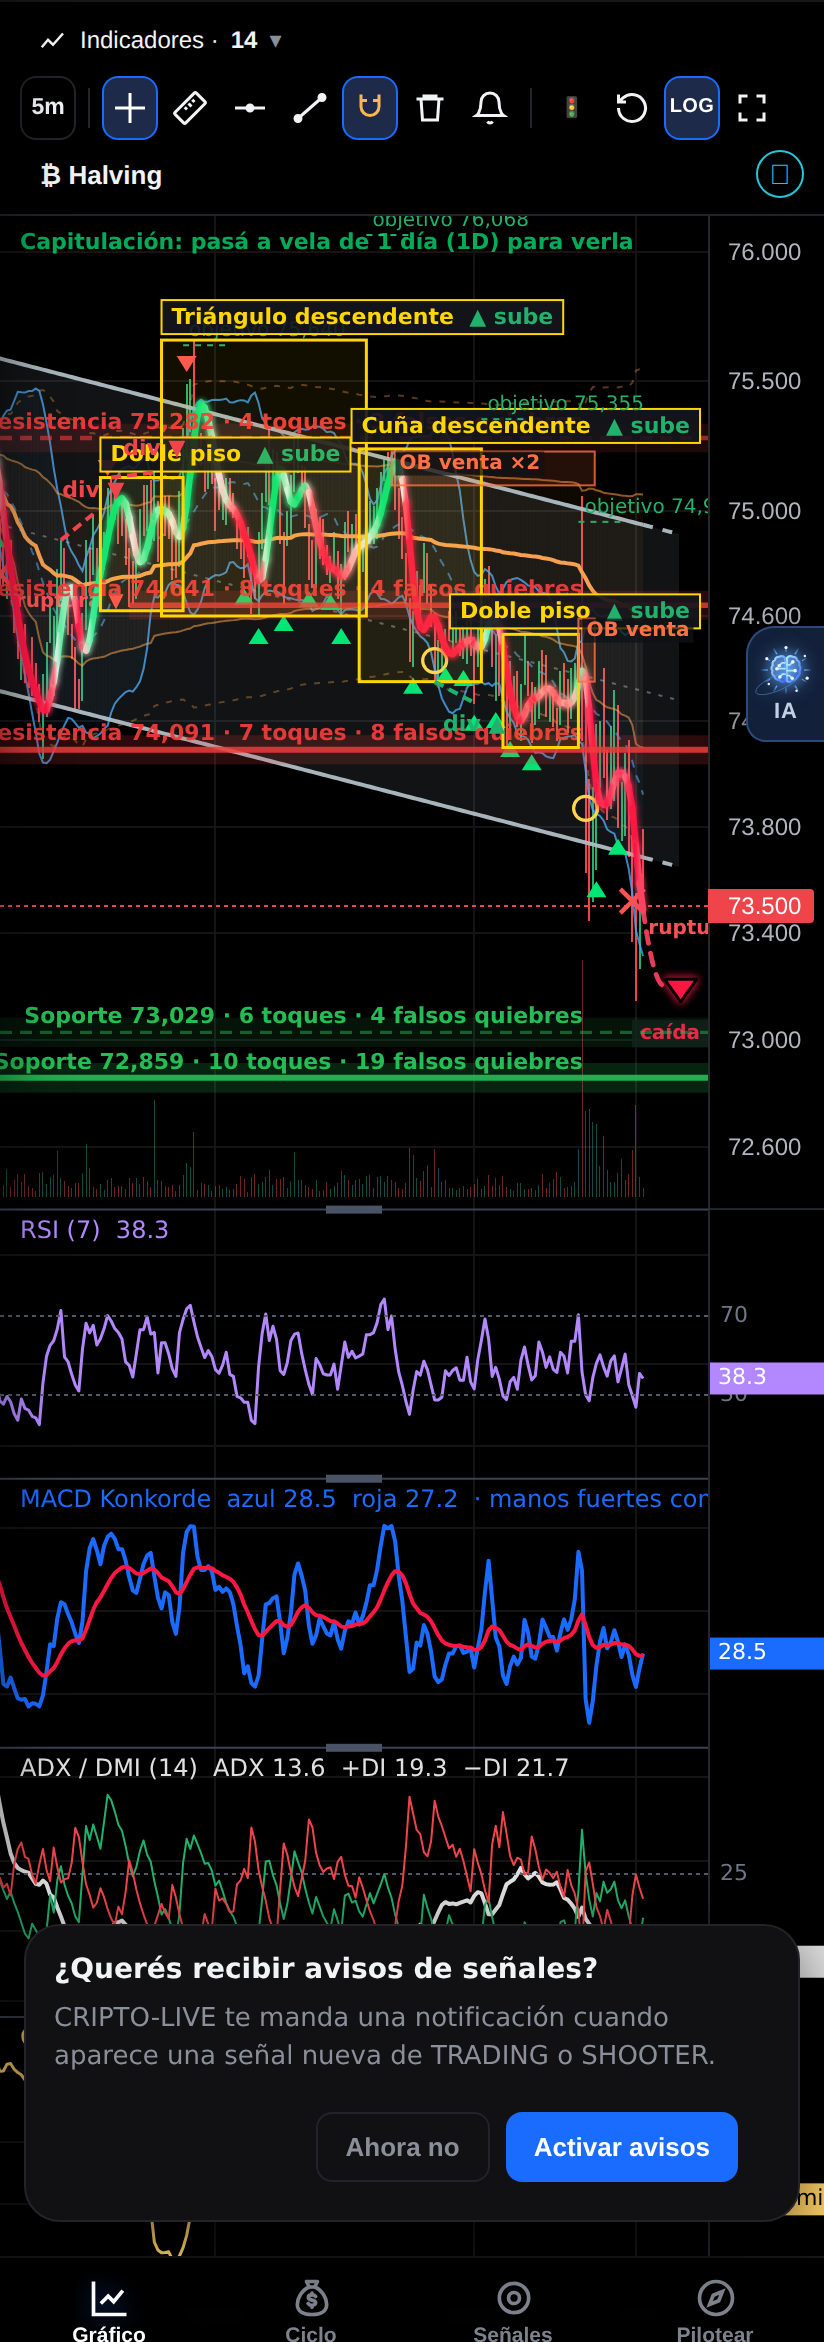 Indicadores · 14 ▾
5m
LOG
₿ Halving
objetivo 76,068
Capitulación: pasá a vela de 1 día (1D) para verla
76.000
Triángulo descendente ▲ sube
75.500
objetivo 75,355
esistencia 75,282 · 4 toques
Cuña descendente ▲ sube
div
Doble piso ▲ sube
OB venta ×2
div
objetivo 74,9
75.000
esistencia 74,641 · 8 toques · 4 falsos quiebres
Doble piso ▲ sube
74.600
OB venta
IA
div
esistencia 74,091 · 7 toques · 8 falsos quiebres
73.800
73.500
ruptu
73.400
Soporte 73,029 · 6 toques · 4 falsos quiebres
caída
73.000
Soporte 72,859 · 10 toques · 19 falsos quiebres
72.600
RSI (7) 38.3
70
38.3
MACD Konkorde azul 28.5 roja 27.2 · manos fuertes con
28.5
ADX / DMI (14) ADX 13.6 +DI 19.3 −DI 21.7
25
¿Querés recibir avisos de señales?
CRIPTO-LIVE te manda una notificación cuando
aparece una señal nueva de TRADING o SHOOTER.
Ahora no
Activar avisos
mi
Gráfico
Ciclo
Señales
Pilotear